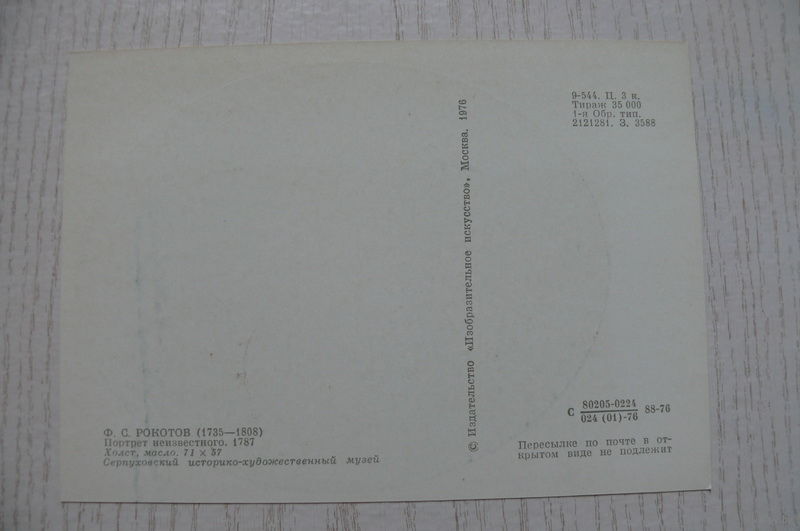 9-544. Ц. 3 к.
Тираж 35 000
1-я Обр. тип.
2121281. З. 3588
© Издательство «Изобразительное искусство», Москва. 1976
Ф. С. РОКОТОВ (1735—1808)
Портрет неизвестного. 1787
Холст, масло. 71 × 57
Серпуховский историко-художественный музей
С 80205-0224
024 (01)-76 88-76
Пересылке по почте в от-
крытом виде не подлежит